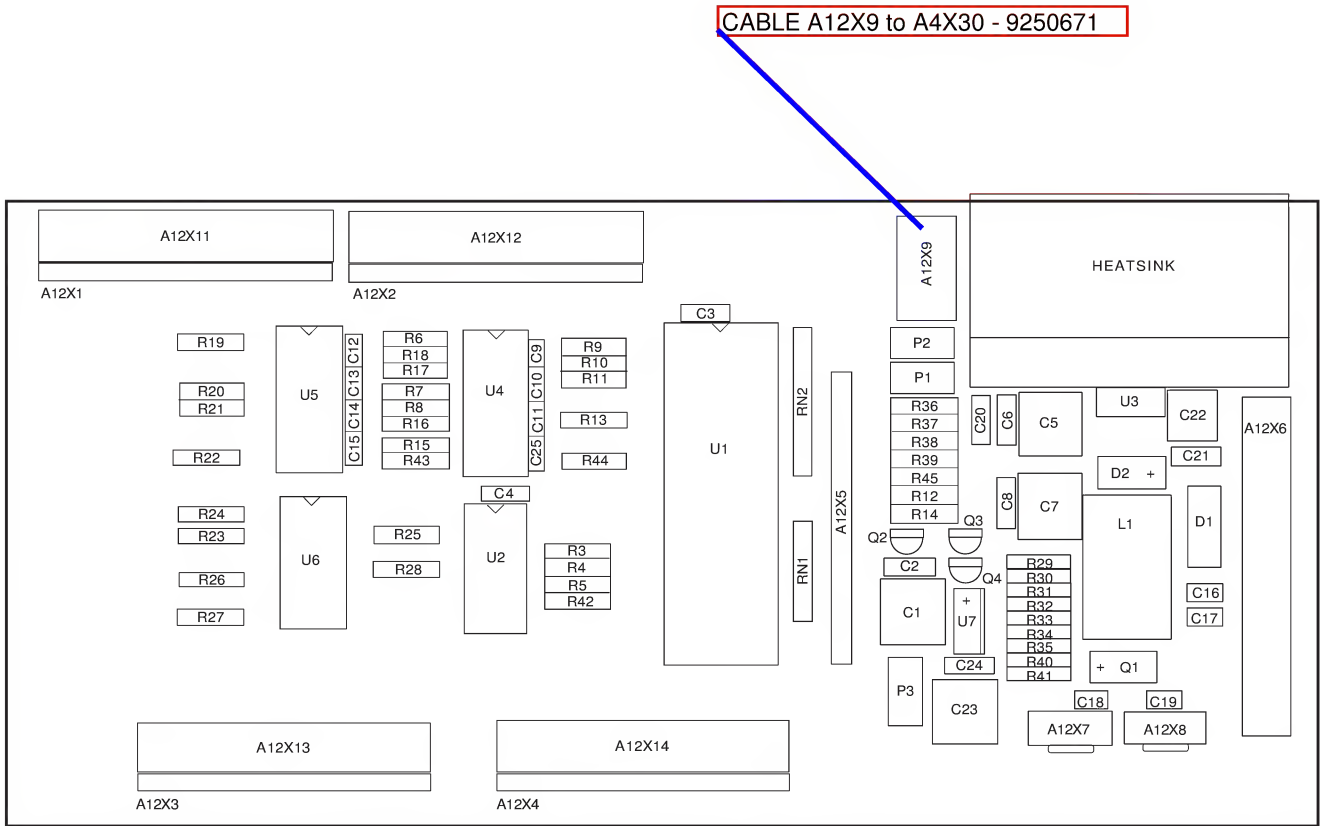 CABLE A12X9 to A4X30 - 9250671
A12X11
A12X12
A12X9
HEATSINK
A12X1
A12X2
C3
R19
C12
R6
R18
R17
C9
R9
R10
R11
P2
P1
U5
C13
R7
R8
R16
U4
C10
R20
R21
C14
C11
R13
RN2
R36
R37
R38
R39
R45
R12
R14
C20
C6
C5
U3
C22
A12X6
R22
C15
R15
R43
C25
R44
U1
C21
D2 +
C4
R24
R23
R25
U6
U2
R28
R26
R27
R3
R4
R5
R42
RN1
A12X5
C8
C7
L1
D1
Q2
Q3
C2
Q4
C1
+
U7
R29
R30
R31
R32
R33
R34
R35
R40
R41
C16
C17
C24
+ Q1
P3
C23
C18
C19
A12X7
A12X8
A12X13
A12X14
A12X3
A12X4